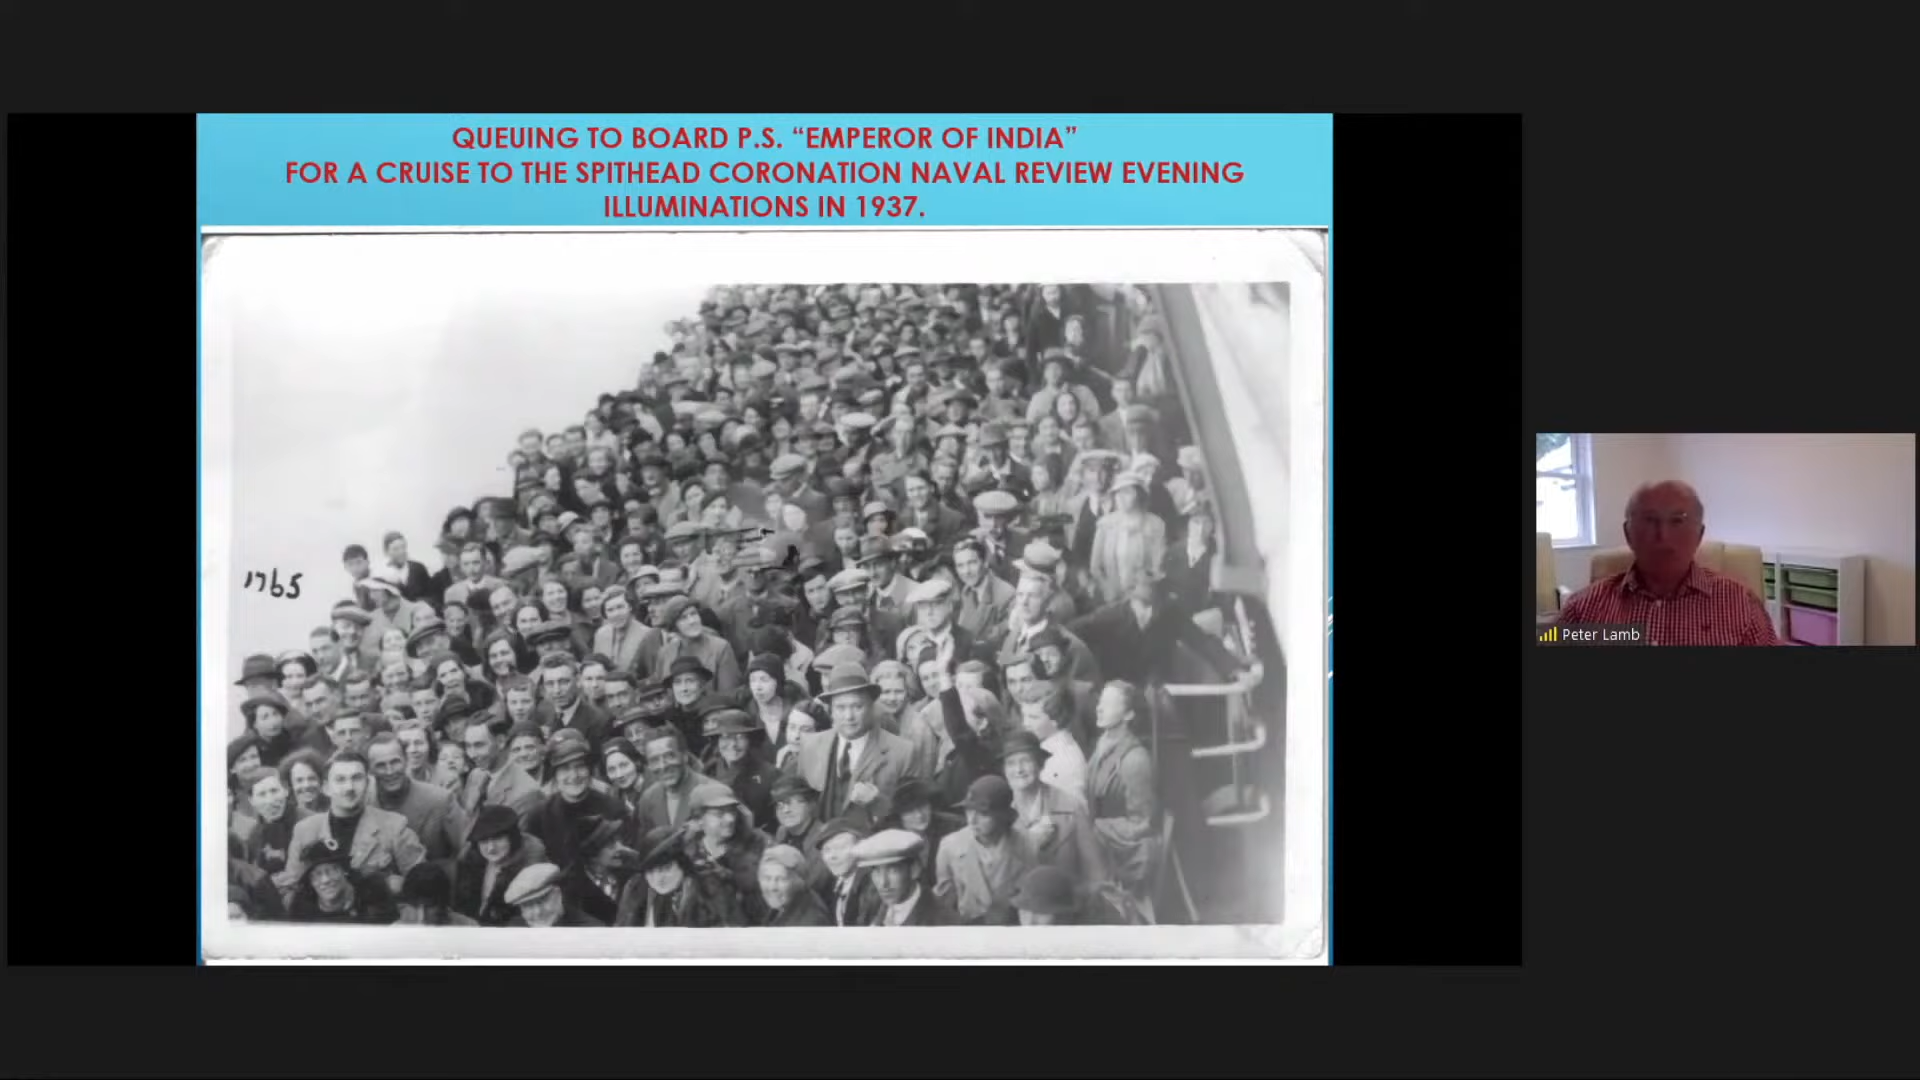 QUEUING TO BOARD P.S. “EMPEROR OF INDIA”
FOR A CRUISE TO THE SPITHEAD CORONATION NAVAL REVIEW EVENING
ILLUMINATIONS IN 1937.
1765
Peter Lamb